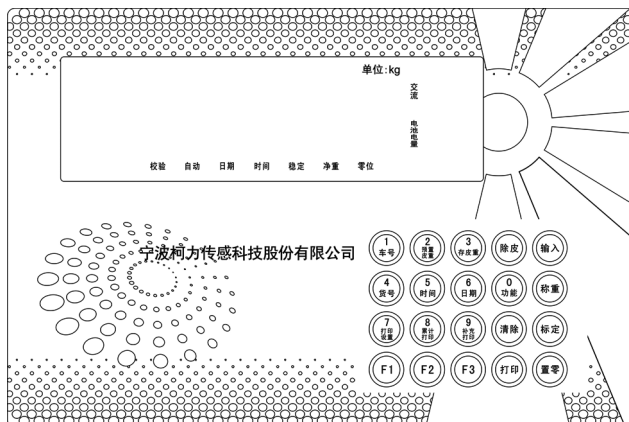 单位:kg
交流
电池电量
校验 自动 日期 时间 稳定 净重 零位
宁波柯力传感科技股份有限公司
1 车号
2 预置皮重
3 存皮重
除皮
输入
4 货号
5 时间
6 日期
0 功能
称重
7 打印设置
8 累计打印
9 补充打印
清除
标定
F1
F2
F3
打印
置零